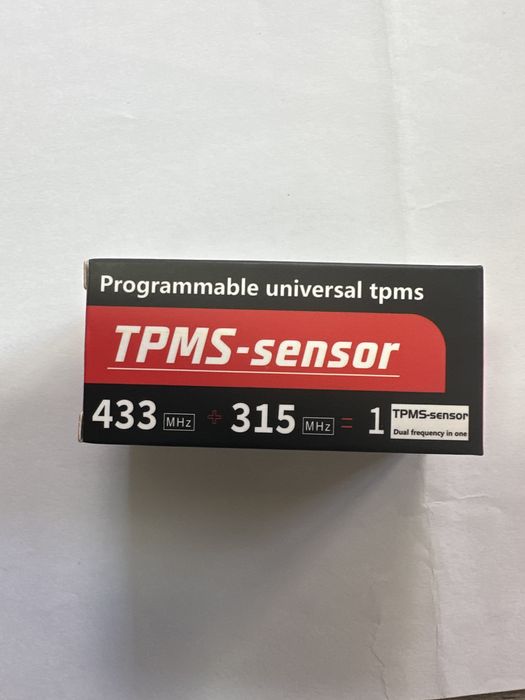 Programmable universal tpms
TPMS-sensor
433 MHz + 315 MHz = 1 TPMS-sensor
Dual frequency in one